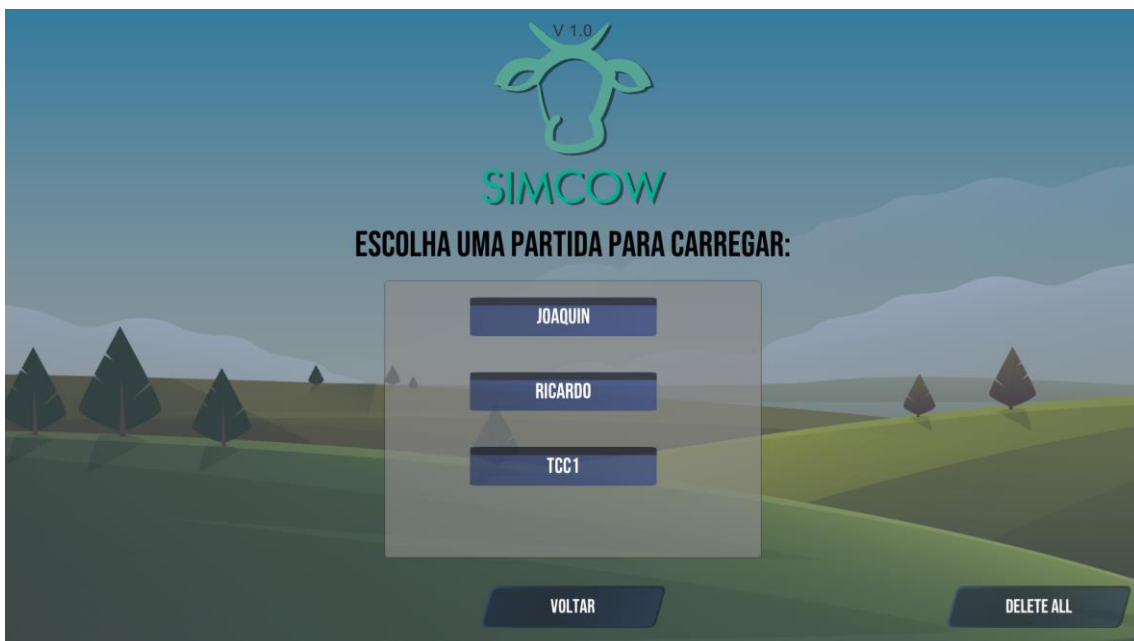 V 1.0
SIMCOW
ESCOLHA UMA PARTIDA PARA CARREGAR:
JOAQUIN
RICARDO
TCC1
VOLTAR
DELETE ALL